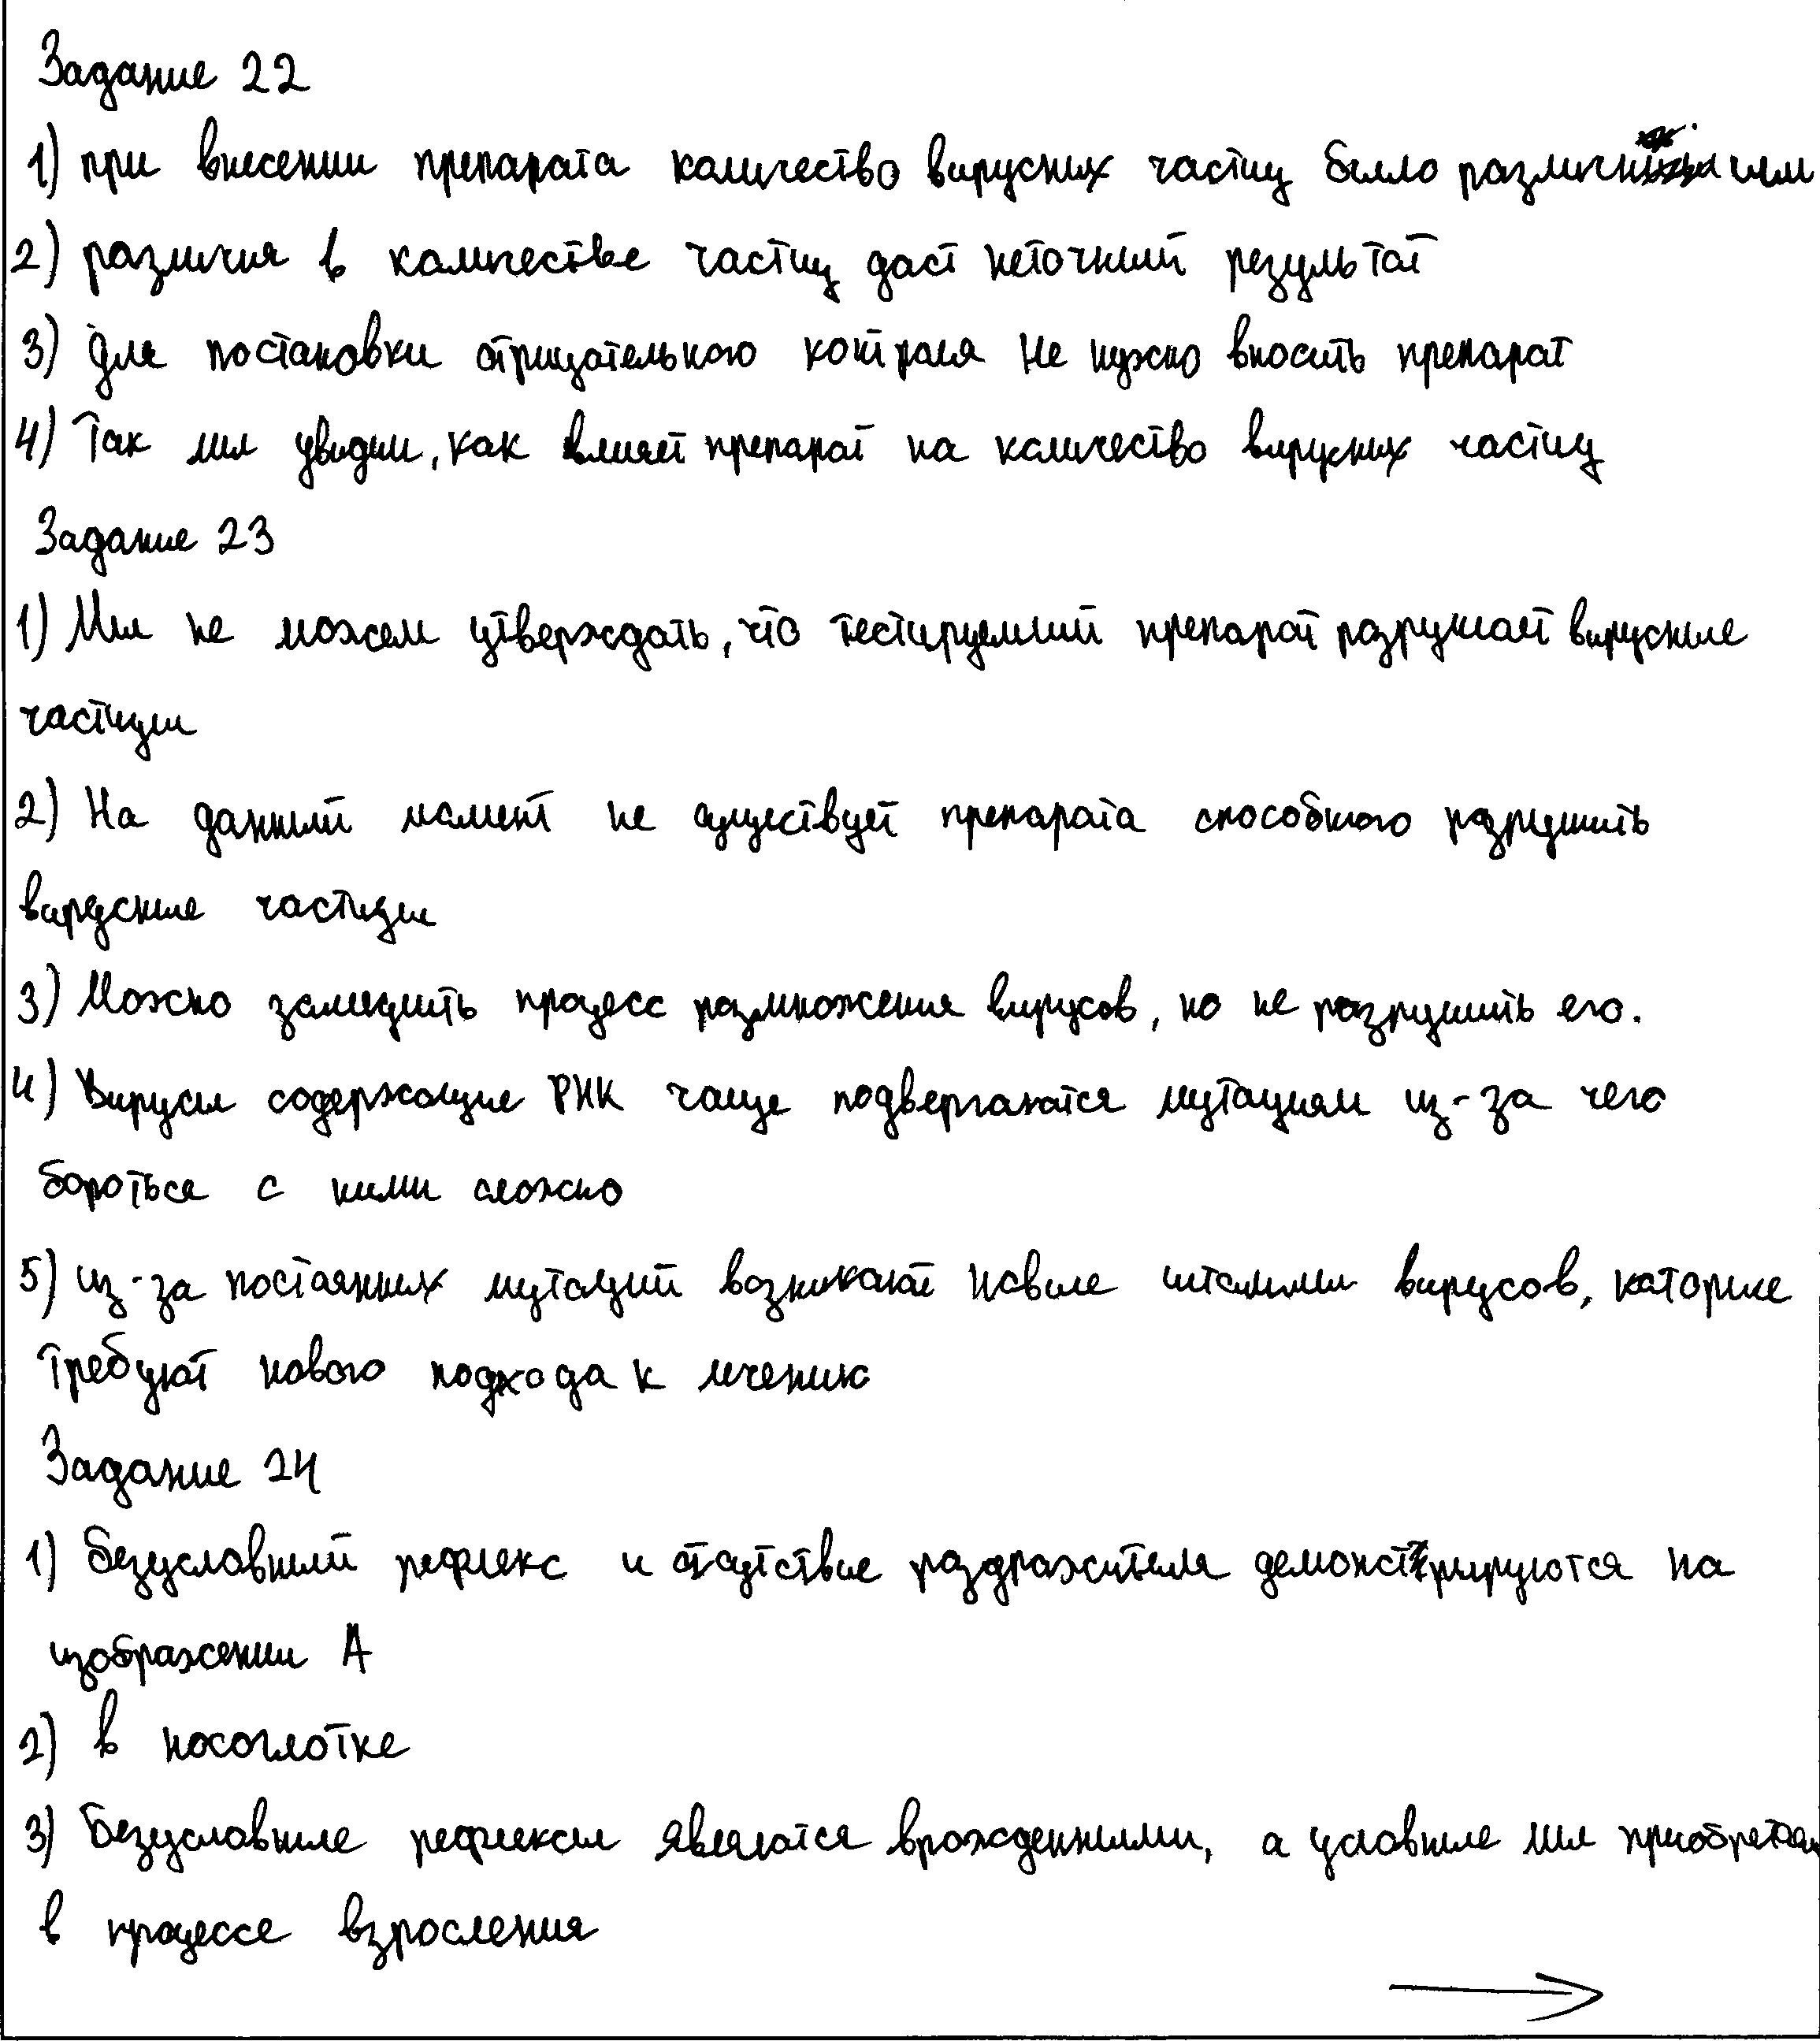 Задание 22
1) при внесении препарата количество вирусных частиц было различным
2) различия в количестве частиц даст неточный результат
3) для постановки отрицательного контроля не нужно вносить препарат
4) Так мы увидим, как влияет препарат на количество вирусных частиц
Задание 23
1) Мы не можем утверждать, что тестируемый препарат разрушает вирусные
частицы
2) На данный момент не существует препарата способного разрушить
вирусные частицы
3) Можно замедлить процесс размножения вирусов, но не разрушить его.
4) Вирусы содержащие РНК чаще подвергаются мутациям из-за чего
бороться с ними сложно
5) из-за постоянных мутаций возникают новые штаммы вирусов, которые
требуют нового подхода к лечению
Задание 24
1) безусловный рефлекс и отсутствие раздражителя демонстрируются на
изображении А
2) в носоглотке
3) Безусловные рефлексы являются врожденными, а условные мы приобретаем
в процессе взросления